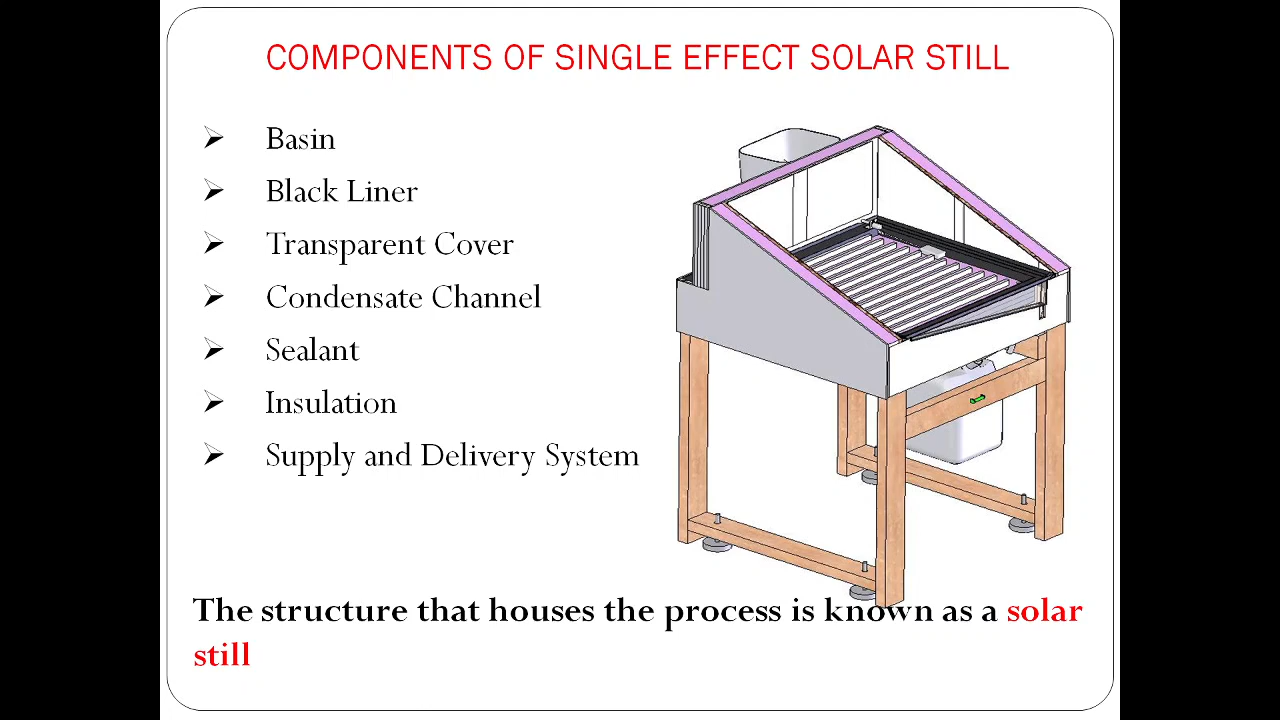 COMPONENTS OF SINGLE EFFECT SOLAR STILL
Basin
Black Liner
Transparent Cover
Condensate Channel
Sealant
Insulation
Supply and Delivery System
The structure that houses the process is known as a solar
still